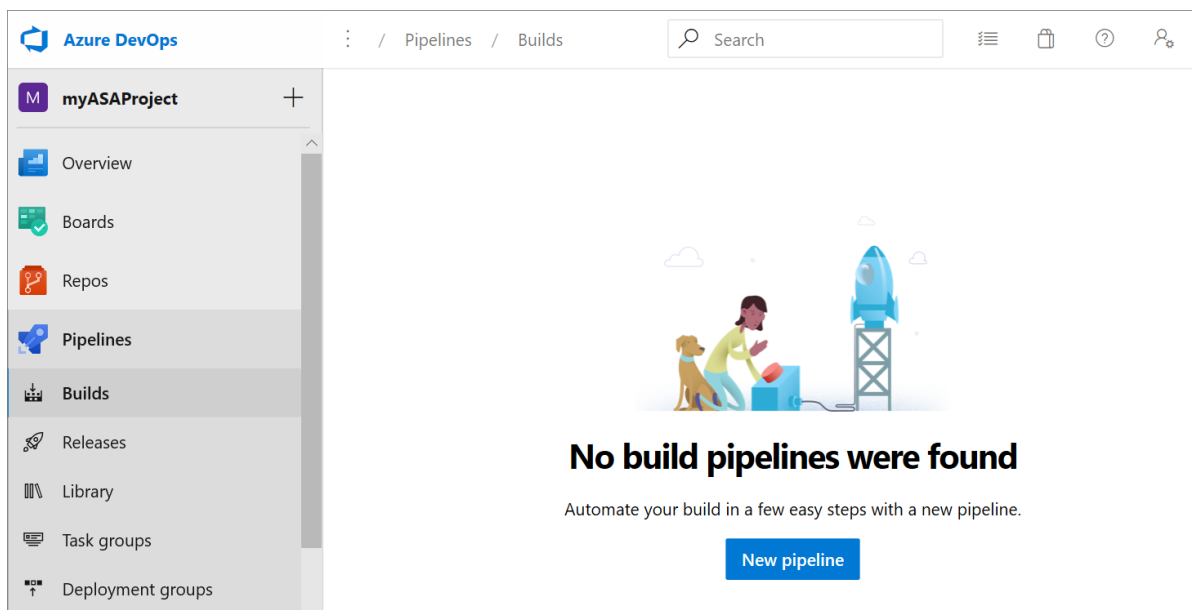 Azure DevOps
/ Pipelines / Builds
Search
M myASAProject
Overview
Boards
Repos
Pipelines
Builds
Releases
Library
Task groups
Deployment groups
No build pipelines were found
Automate your build in a few easy steps with a new pipeline.
New pipeline